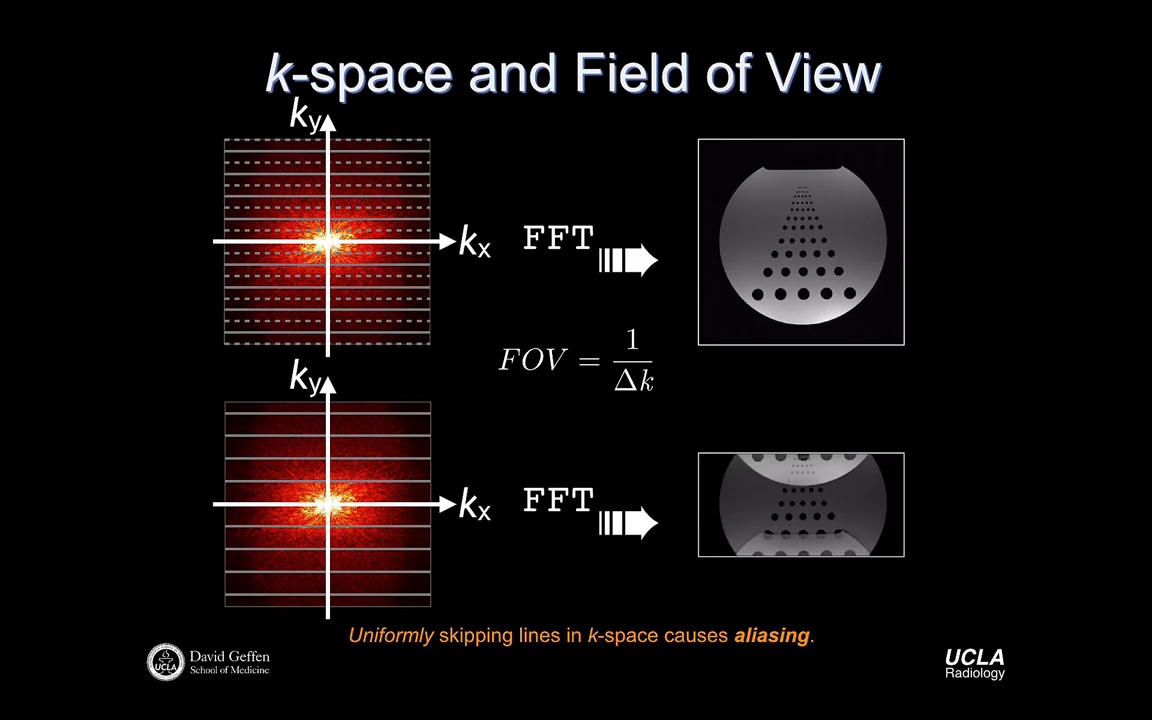 k-space and Field of View
ky
kx
FFT
FOV = 1/Δk
ky
kx
FFT
Uniformly skipping lines in k-space causes aliasing.
UCLA
David Geffen
School of Medicine
UCLA
Radiology